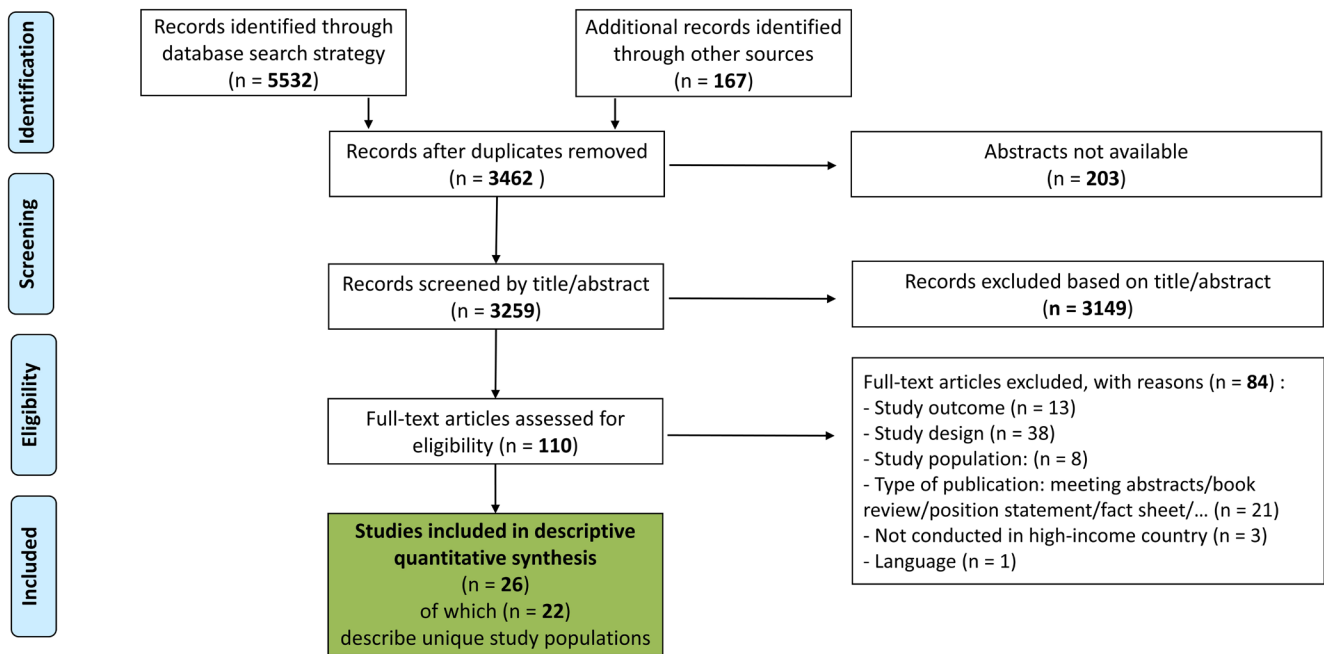 Identification
Records identified through
database search strategy
(n = 5532)
Additional records identified
through other sources
(n = 167)
Records after duplicates removed
(n = 3462 )
Abstracts not available
(n = 203)
Screening
Records screened by title/abstract
(n = 3259)
Records excluded based on title/abstract
(n = 3149)
Eligibility
Full-text articles assessed for
eligibility (n = 110)
Full-text articles excluded, with reasons (n = 84) :
- Study outcome (n = 13)
- Study design (n = 38)
- Study population: (n = 8)
- Type of publication: meeting abstracts/book
review/position statement/fact sheet/... (n = 21)
- Not conducted in high-income country (n = 3)
- Language (n = 1)
Included
Studies included in descriptive
quantitative synthesis
(n = 26)
of which (n = 22)
describe unique study populations